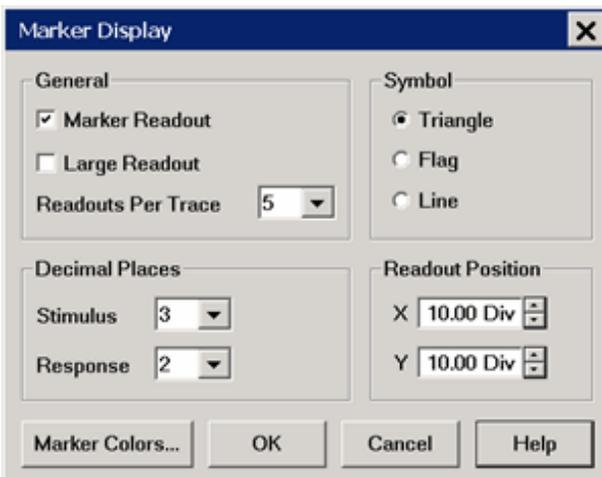 Marker Display
General
Marker Readout
Large Readout
Readouts Per Trace 5
Symbol
Triangle
Flag
Line
Decimal Places
Stimulus 3
Response 2
Readout Position
X 10.00 Div
Y 10.00 Div
Marker Colors... OK Cancel Help